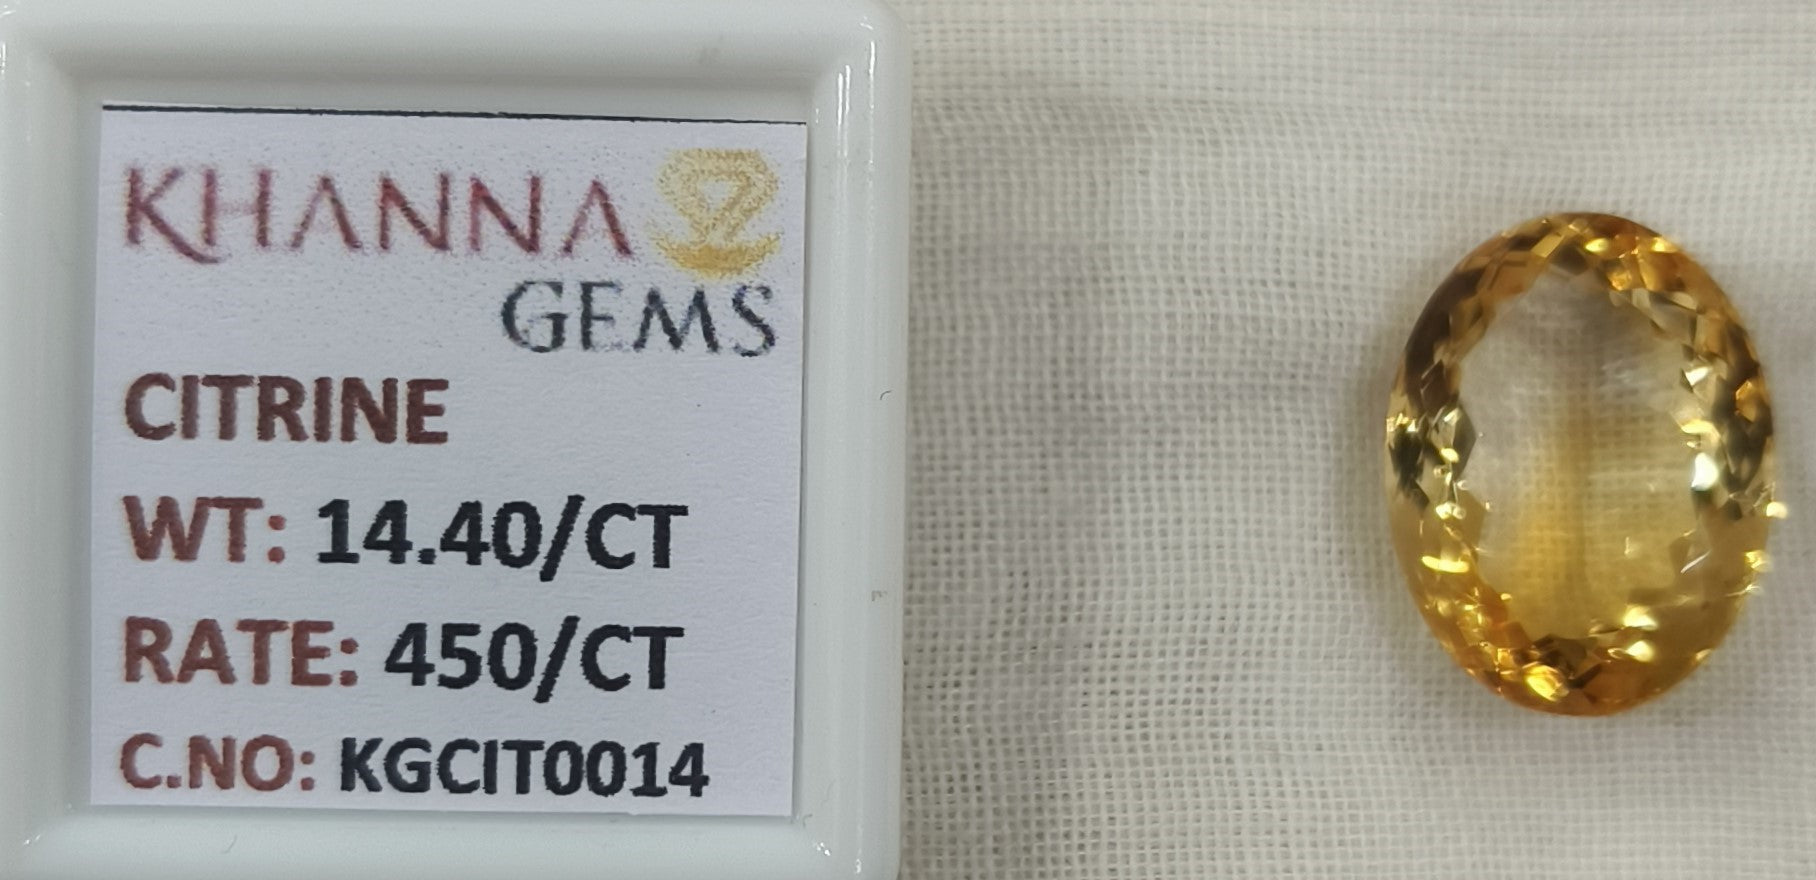 KHANNA
GEMS
CITRINE
WT: 14.40/CT
RATE: 450/CT
C.NO: KGCIT0014